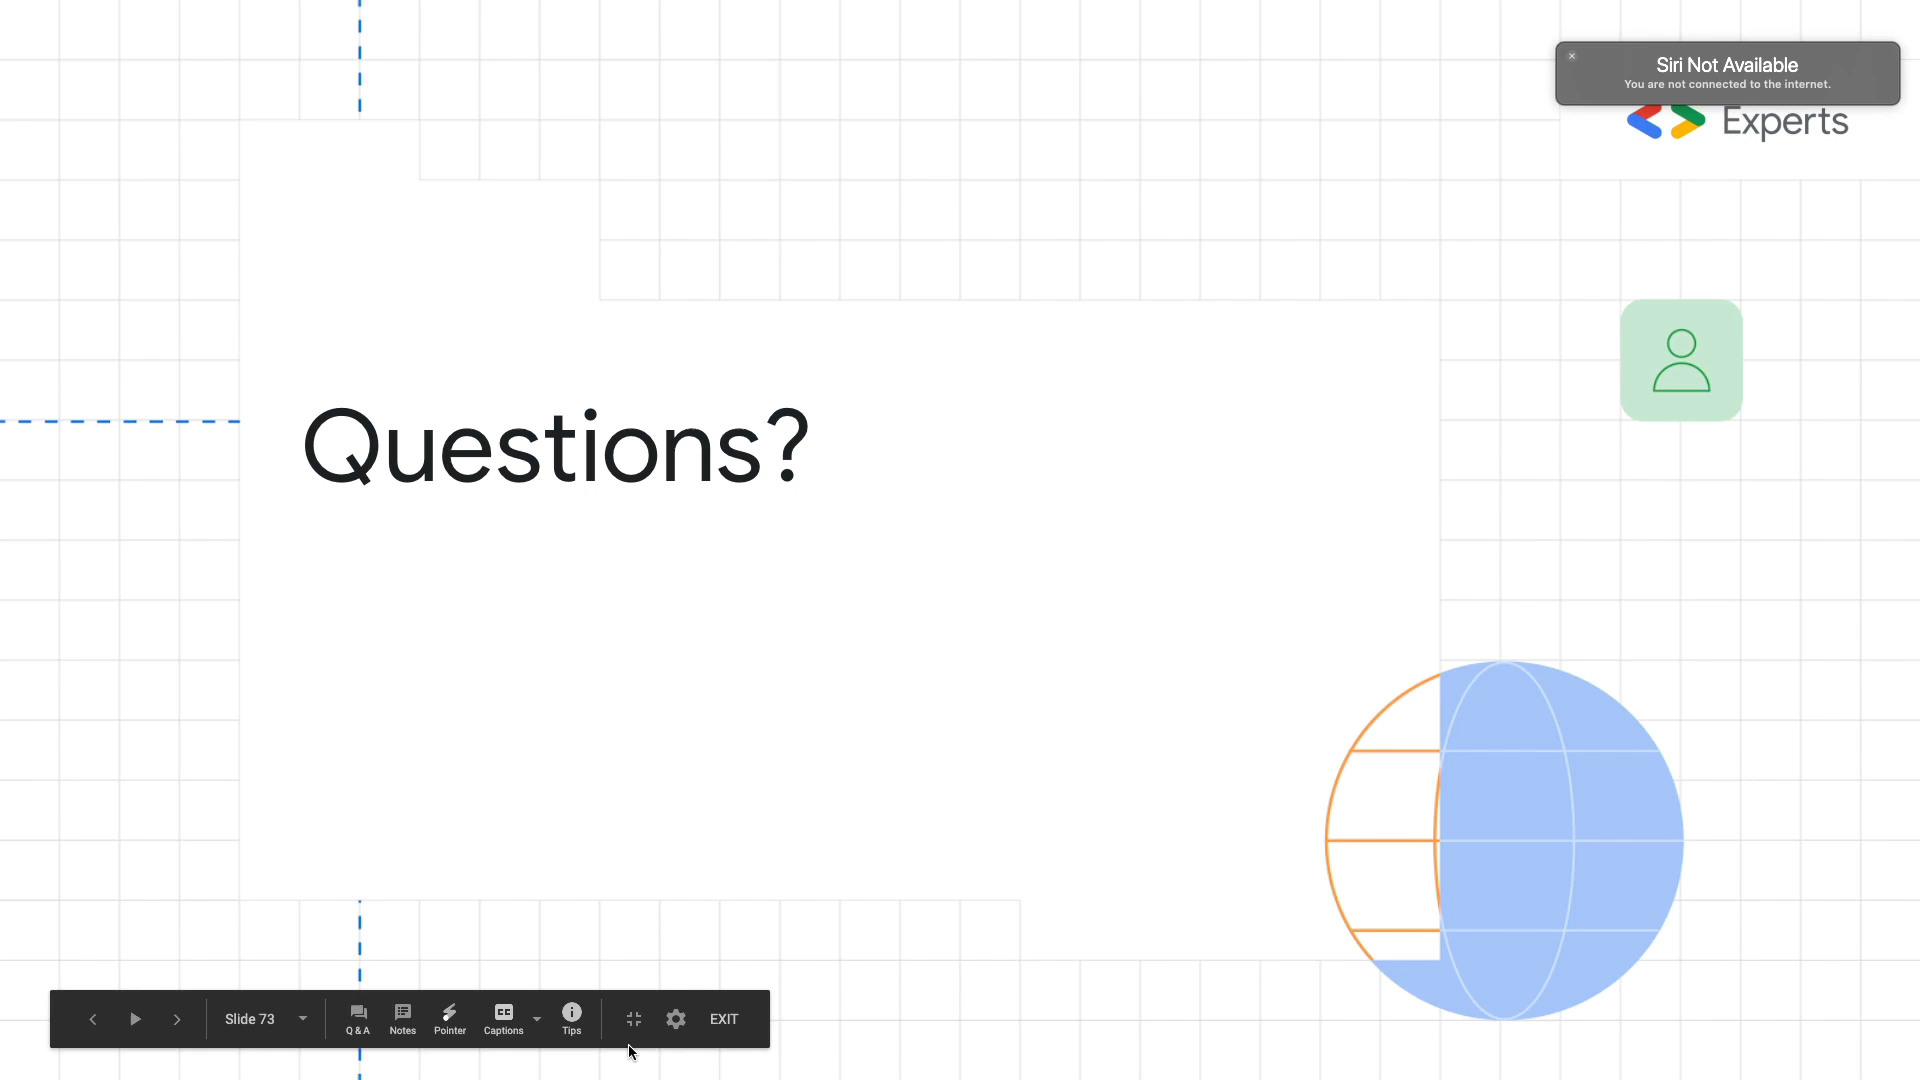 Siri Not Available
You are not connected to the internet.
Experts
Questions?
Slide 73
Q & A
Notes
Pointer
CC
Captions
Tips
EXIT